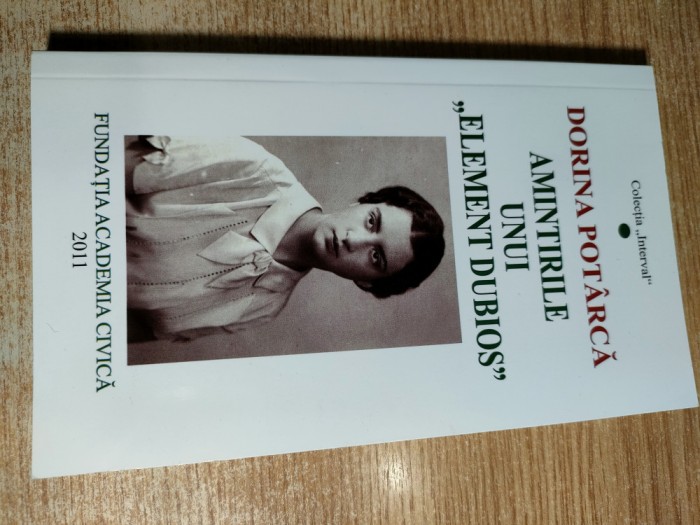 Colecția „Interval“
DORINA POTÂRCĂ
AMINTIRILE
UNUI
„ELEMENT DUBIOS”
FUNDAȚIA ACADEMIA CIVICĂ
2011